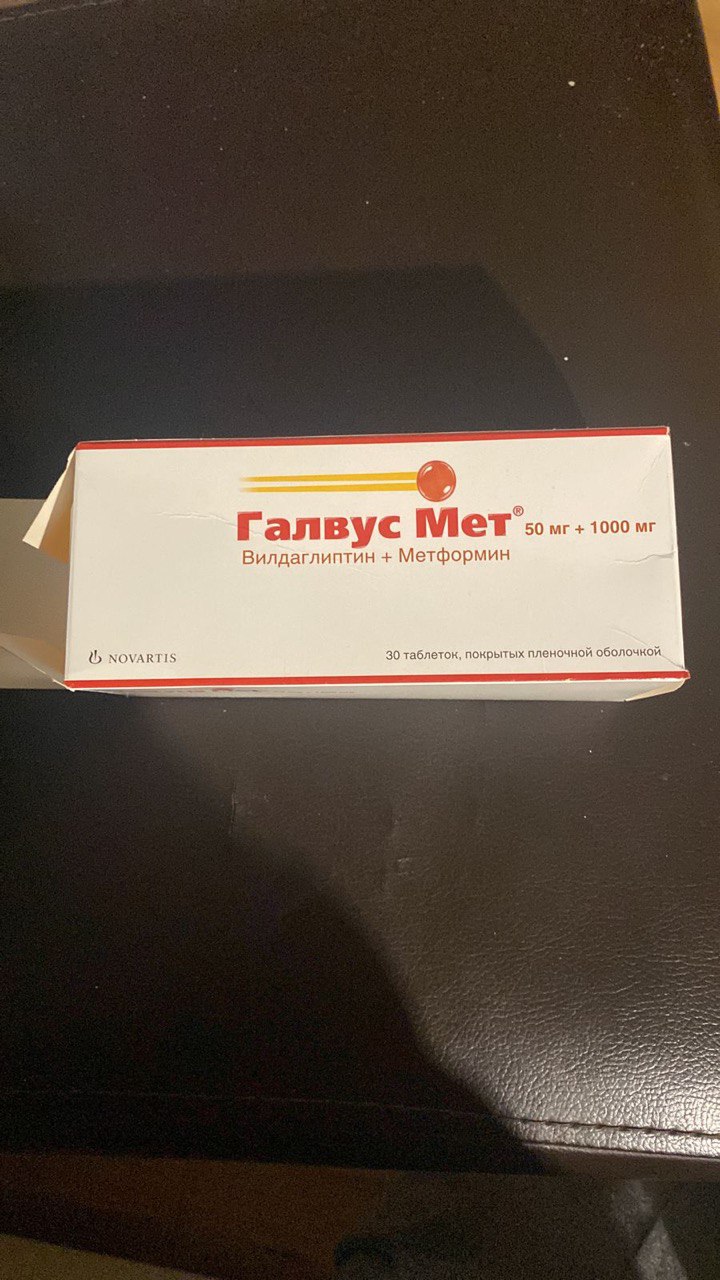 Галвус Мет® 50 мг + 1000 мг
Вилдаглиптин + Метформин
NOVARTIS
30 таблеток, покрытых пленочной оболочкой